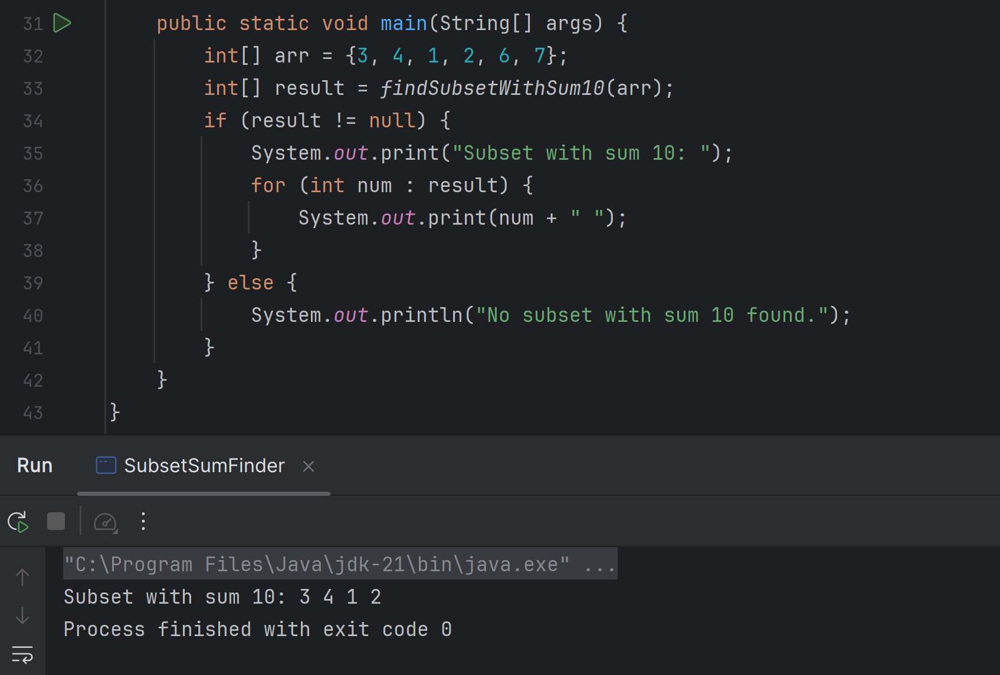 31 public static void main(String[] args) {
32 int[] arr = {3, 4, 1, 2, 6, 7};
33 int[] result = findSubsetWithSum10(arr);
34 if (result != null) {
35 System.out.print("Subset with sum 10: ");
36 for (int num : result) {
37 System.out.print(num + " ");
38 }
39 } else {
40 System.out.println("No subset with sum 10 found.");
41 }
42 }
43 }
Run SubsetSumFinder
"C:\Program Files\Java\jdk-21\bin\java.exe" ...
Subset with sum 10: 3 4 1 2
Process finished with exit code 0